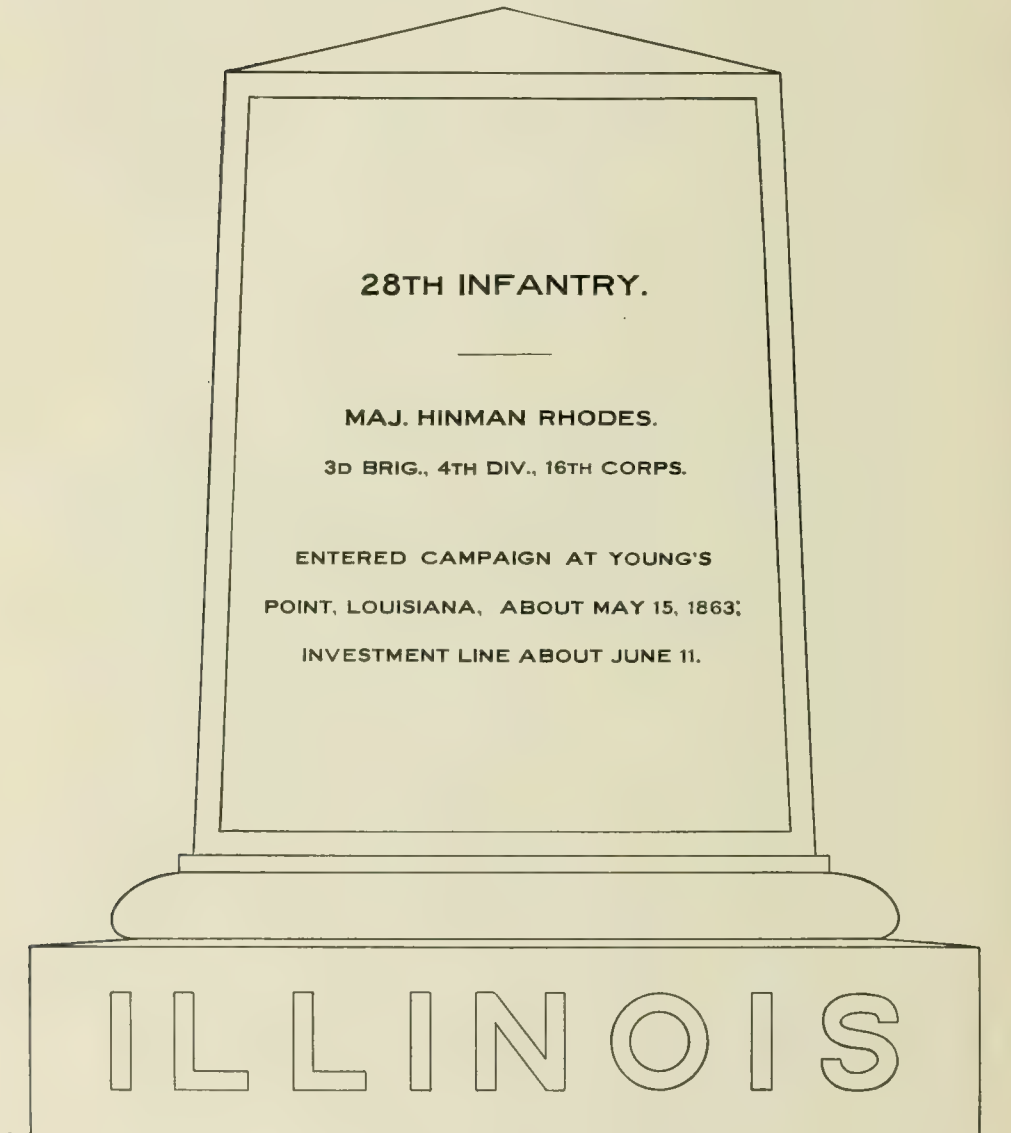 28TH INFANTRY.
MAJ. HINMAN RHODES.
3D BRIG., 4TH DIV., 16TH CORPS.
ENTERED CAMPAIGN AT YOUNG'S
POINT, LOUISIANA, ABOUT MAY 15, 1863;
INVESTMENT LINE ABOUT JUNE 11.
ILLINOIS